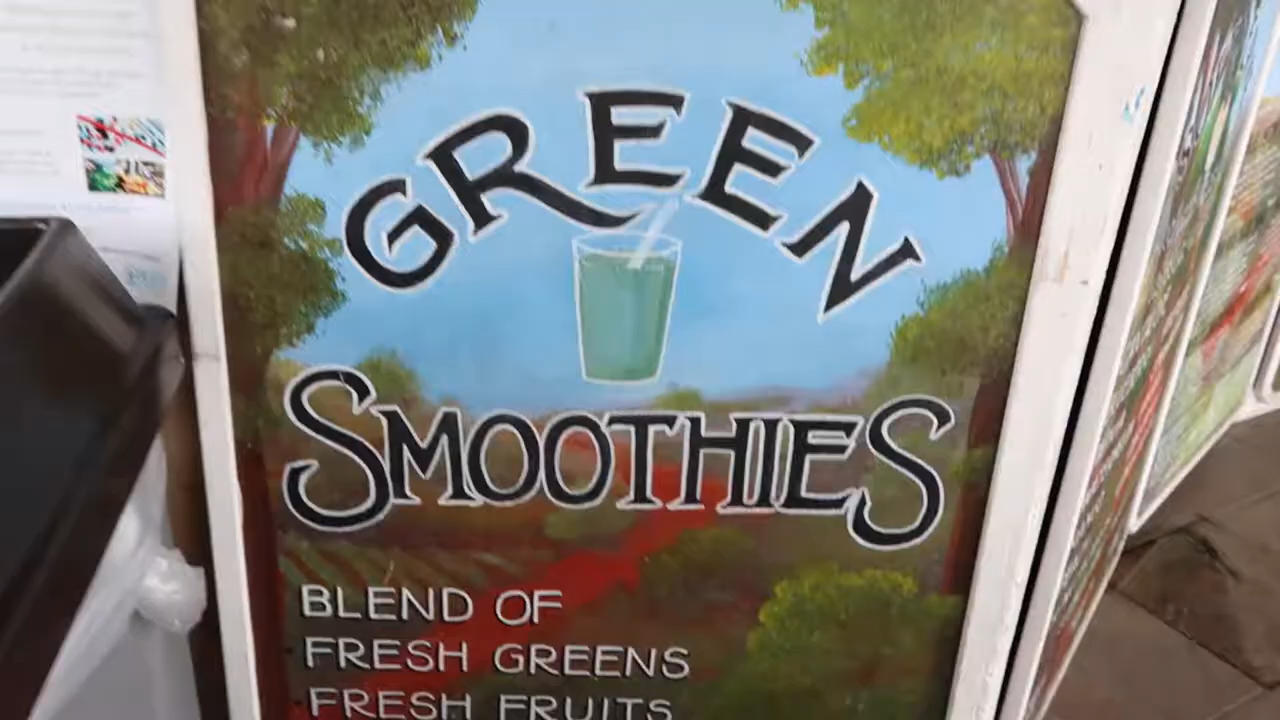 GREEN
SMOOTHIES
BLEND OF
FRESH GREENS
FRESH FRUITS